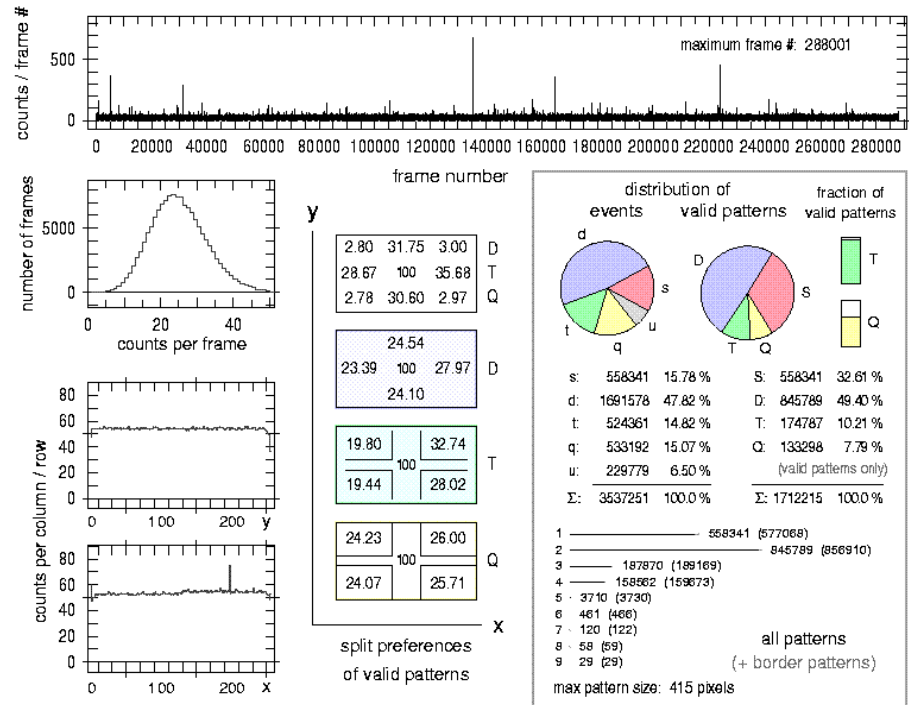 counts / frame #
500
0
maximum frame #: 288001
0 20000 40000 60000 80000 100000 120000 140000 160000 180000 200000 220000 240000 260000 280000
frame number
number of frames
5000
0
0 20 40
counts per frame
counts per column / row
80
60
40
20
0
0 100 200 y
80
60
40
20
0
0 100 200 x
y
2.80 31.75 3.00 D
28.67 100 35.68 T
2.78 30.60 2.97 Q
24.54
23.39 100 27.97 D
24.10
19.80 32.74
100 T
19.44 28.02
24.23 26.00
100 Q
24.07 25.71
x
split preferences
of valid patterns
distribution of
events valid patterns
fraction of
valid patterns
d
s
u
q
t
D
S
T Q
T
Q
s: 558341 15.78 % S: 558341 32.61 %
d: 1691578 47.82 % D: 845789 49.40 %
t: 524361 14.82 % T: 174787 10.21 %
q: 533192 15.07 % Q: 133298 7.79 %
u: 229779 6.50 % (valid patterns only)
Σ: 3537251 100.0 % Σ: 1712215 100.0 %
1 558341 (577068)
2 845789 (856910)
3 187870 (189169)
4 158562 (159673)
5 3710 (3730)
6 461 (466)
7 120 (122)
8 58 (59)
9 29 (29)
all patterns
(+ border patterns)
max pattern size: 415 pixels